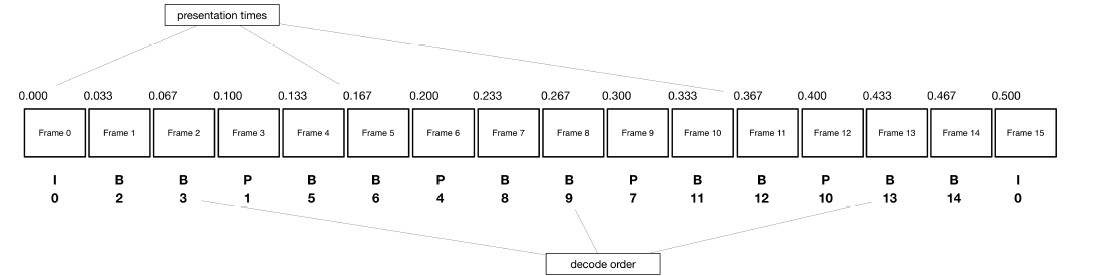 presentation times
0.000 0.033 0.067 0.100 0.133 0.167 0.200 0.233 0.267 0.300 0.333 0.367 0.400 0.433 0.467 0.500
Frame 0 Frame 1 Frame 2 Frame 3 Frame 4 Frame 5 Frame 6 Frame 7 Frame 8 Frame 9 Frame 10 Frame 11 Frame 12 Frame 13 Frame 14 Frame 15
I B B P B B P B B P B B P B B I
0 2 3 1 5 6 4 8 9 7 11 12 10 13 14 0
decode order